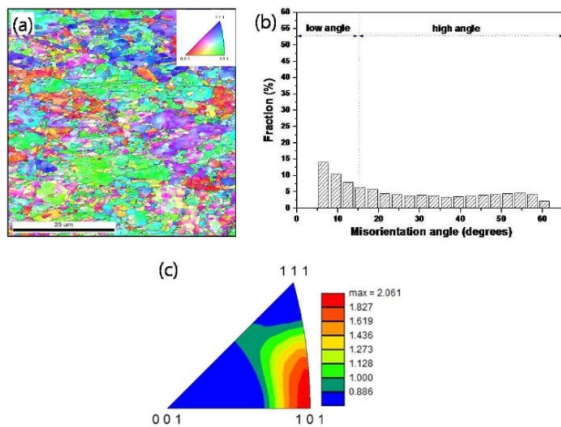 (a)
1 1 1
0 0 1
1 0 1
20 um
(b)
low angle
high angle
Fraction (%)
60
55
50
45
40
35
30
25
20
15
10
5
0
0 10 20 30 40 50 60
Misorientation angle (degrees)
(c)
1 1 1
0 0 1
1 0 1
max = 2.061
1.827
1.619
1.436
1.273
1.128
1.000
0.886